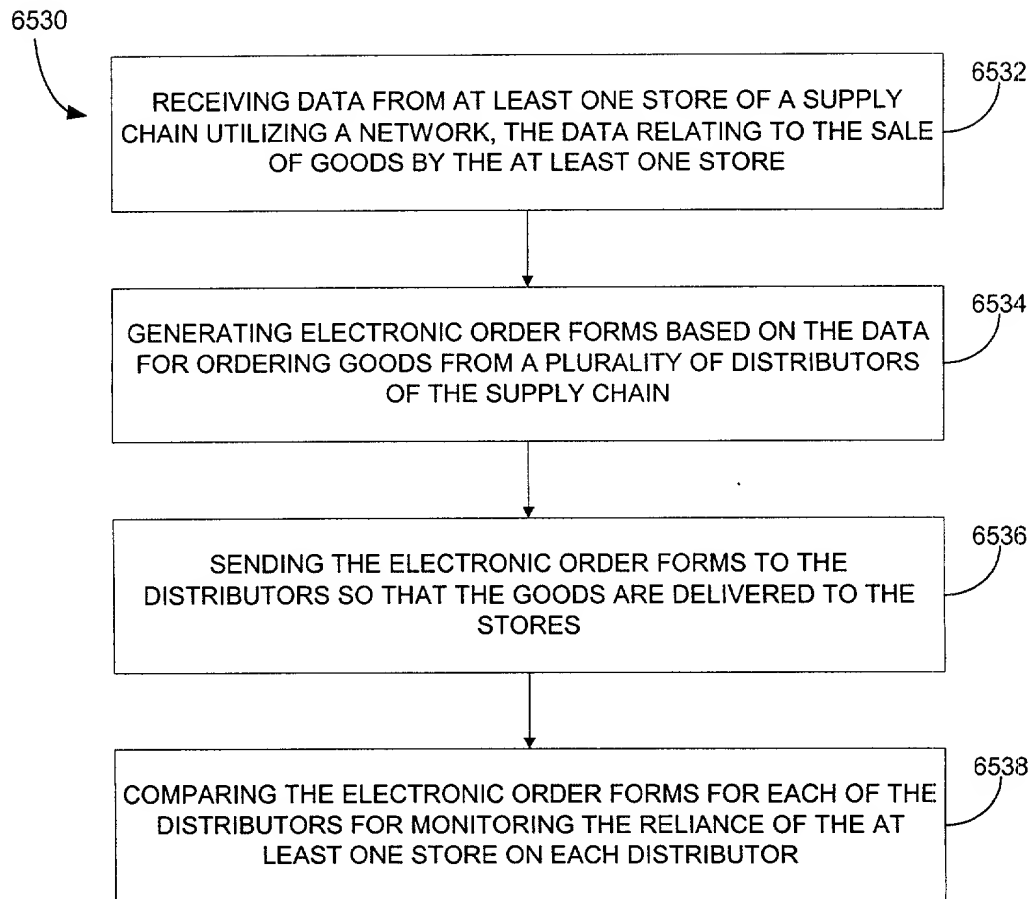 6530
6532
RECEIVING DATA FROM AT LEAST ONE STORE OF A SUPPLY
CHAIN UTILIZING A NETWORK, THE DATA RELATING TO THE SALE
OF GOODS BY THE AT LEAST ONE STORE
6534
GENERATING ELECTRONIC ORDER FORMS BASED ON THE DATA
FOR ORDERING GOODS FROM A PLURALITY OF DISTRIBUTORS
OF THE SUPPLY CHAIN
6536
SENDING THE ELECTRONIC ORDER FORMS TO THE
DISTRIBUTORS SO THAT THE GOODS ARE DELIVERED TO THE
STORES
6538
COMPARING THE ELECTRONIC ORDER FORMS FOR EACH OF THE
DISTRIBUTORS FOR MONITORING THE RELIANCE OF THE AT
LEAST ONE STORE ON EACH DISTRIBUTOR